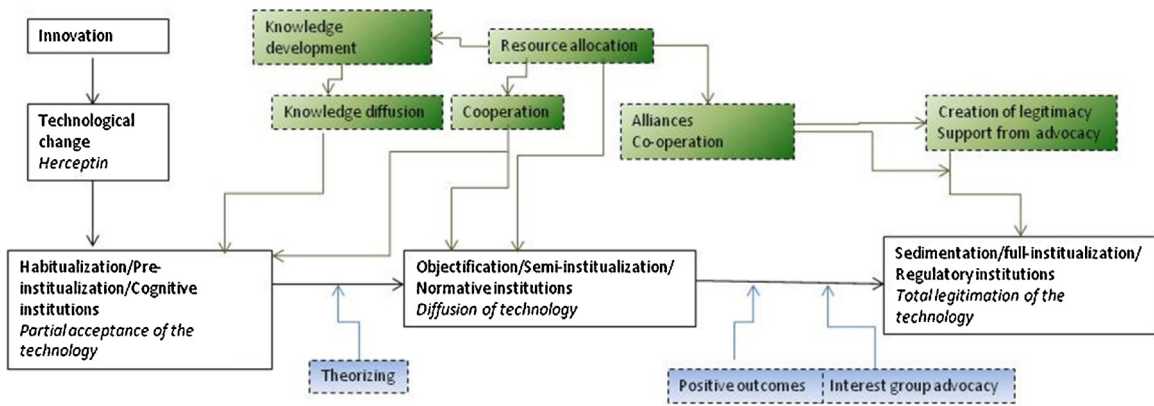 Innovation
Knowledge
development
Resource allocation
Technological
change
Herceptin
Knowledge diffusion
Cooperation
Alliances
Co-operation
Creation of legitimacy
Support from advocacy
Habitualization/Pre-
institualization/Cognitive
institutions
Partial acceptance of the
technology
Objectification/Semi-institualization/
Normative institutions
Diffusion of technology
Sedimentation/full-institualization/
Regulatory institutions
Total legitimation of the
technology
Theorizing
Positive outcomes
Interest group advocacy